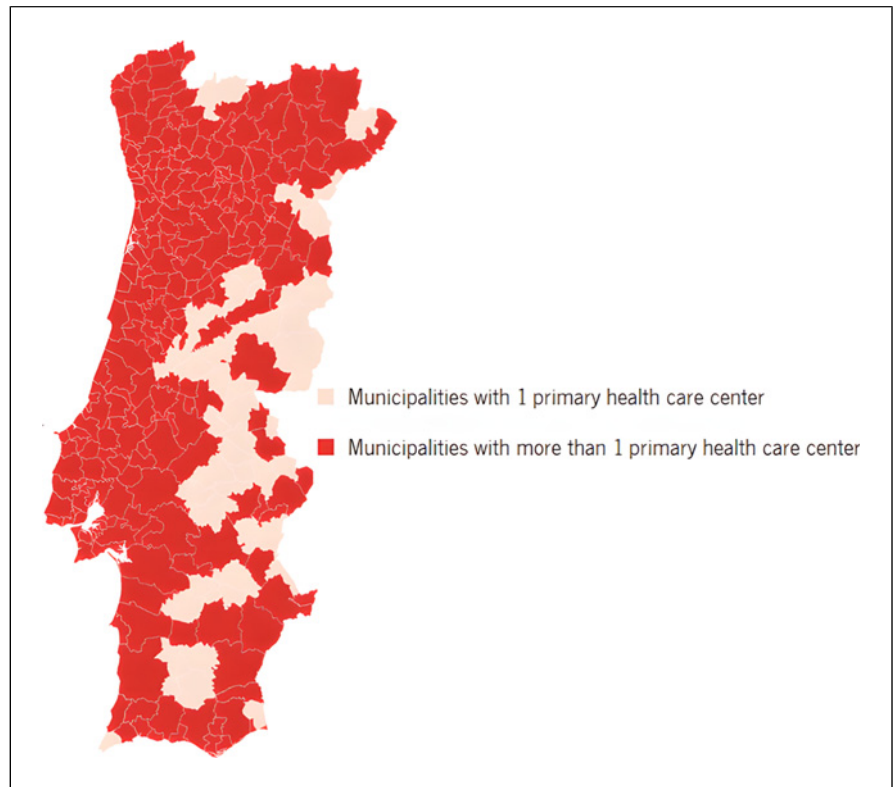 Municipalities with 1 primary health care center
Municipalities with more than 1 primary health care center